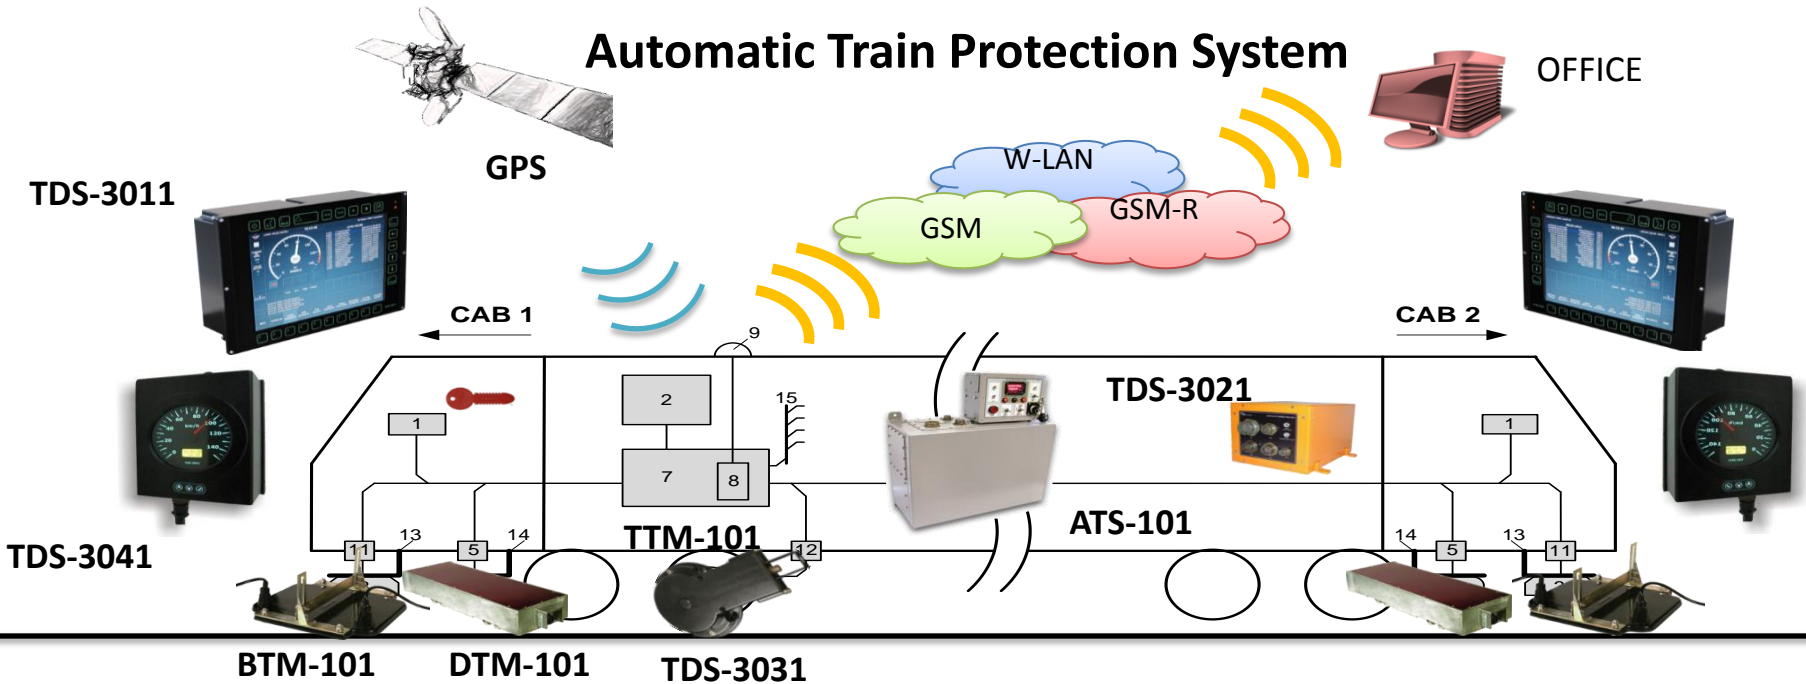 Automatic Train Protection System
OFFICE
GPS
W-LAN
GSM
GSM-R
TDS-3011
CAB 1
CAB 2
9
2
15
TDS-3021
1
1
7
8
TTM-101
ATS-101
TDS-3041
11
13
5
14
12
14
5
13
11
BTM-101
DTM-101
TDS-3031